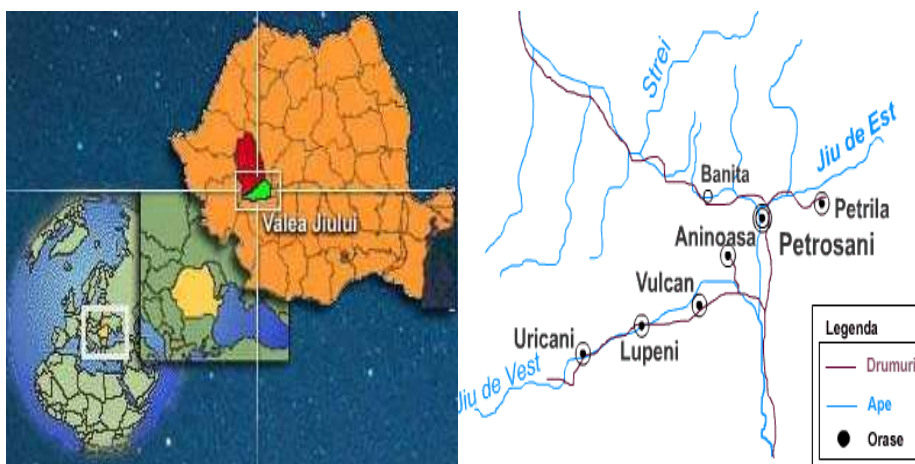 Valea Jiului
Strei
Jiu de Est
Banita
Petrila
Petrosani
Aninoasa
Vulcan
Uricani
Lupeni
Jiu de Vest
Legenda
Drumuri
Ape
Orase